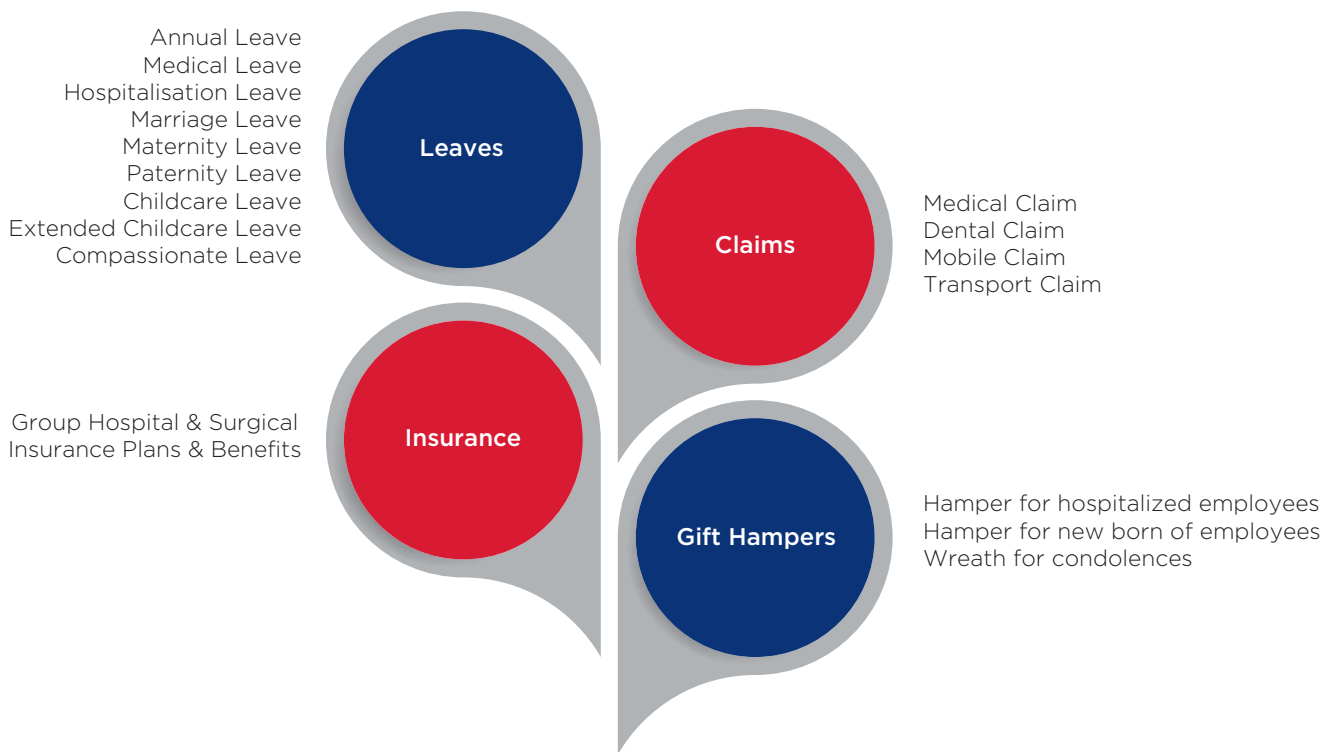 Annual Leave
Medical Leave
Hospitalisation Leave
Marriage Leave
Maternity Leave
Paternity Leave
Childcare Leave
Extended Childcare Leave
Compassionate Leave
Leaves
Claims
Medical Claim
Dental Claim
Mobile Claim
Transport Claim
Group Hospital & Surgical
Insurance Plans & Benefits
Insurance
Gift Hampers
Hamper for hospitalized employees
Hamper for new born of employees
Wreath for condolences